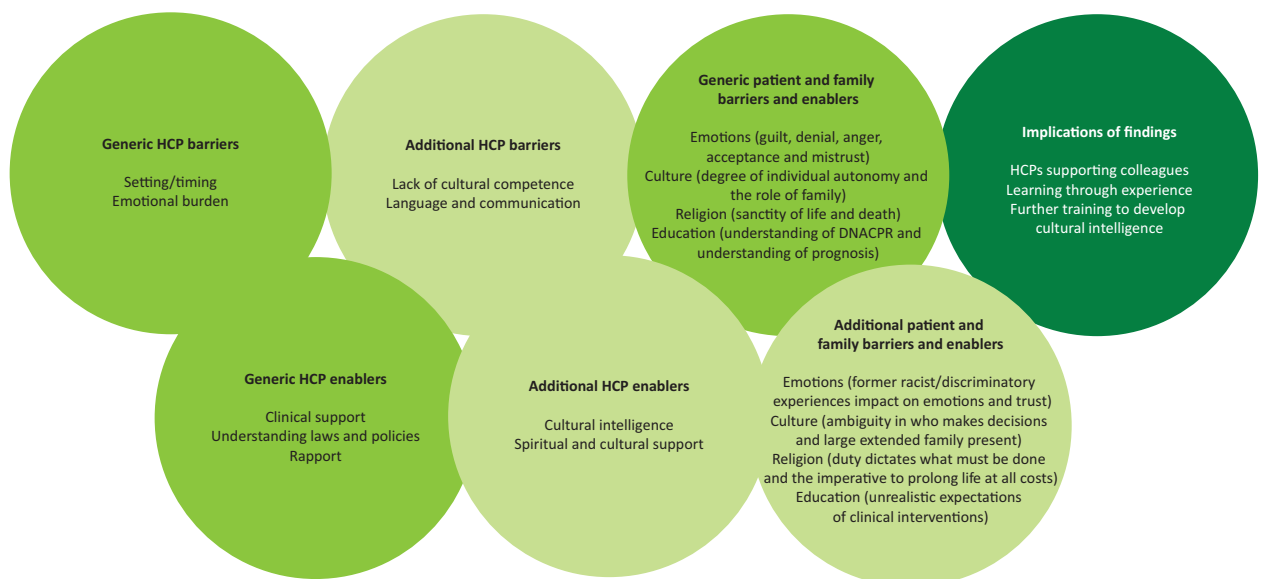 Generic HCP barriers
Setting/timing
Emotional burden
Additional HCP barriers
Lack of cultural competence
Language and communication
Generic patient and family
barriers and enablers
Emotions (guilt, denial, anger,
acceptance and mistrust)
Culture (degree of individual autonomy and
the role of family)
Religion (sanctity of life and death)
Education (understanding of DNACPR and
understanding of prognosis)
Implications of findings
HCPs supporting colleagues
Learning through experience
Further training to develop
cultural intelligence
Generic HCP enablers
Clinical support
Understanding laws and policies
Rapport
Additional HCP enablers
Cultural intelligence
Spiritual and cultural support
Additional patient and
family barriers and enablers
Emotions (former racist/discriminatory
experiences impact on emotions and trust)
Culture (ambiguity in who makes decisions
and large extended family present)
Religion (duty dictates what must be done
and the imperative to prolong life at all costs)
Education (unrealistic expectations
of clinical interventions)